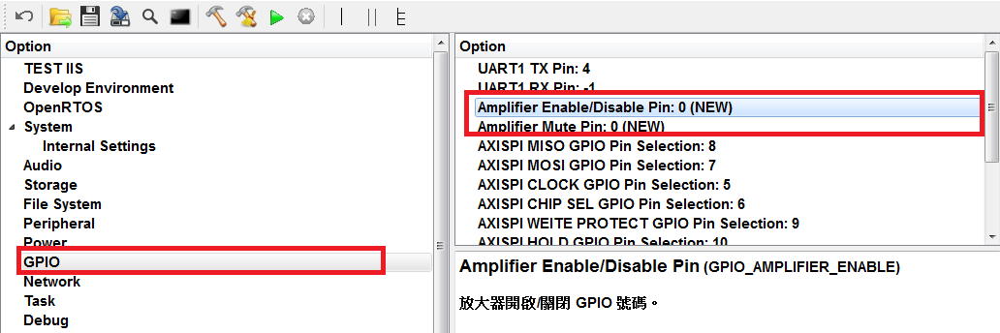 Option
TEST IIS
Develop Environment
OpenRTOS
System
Internal Settings
Audio
Storage
File System
Peripheral
Power
GPIO
Network
Task
Debug
Option
UART1 TX Pin: 4
UART1 RX Pin: -1
Amplifier Enable/Disable Pin: 0 (NEW)
Amplifier Mute Pin: 0 (NEW)
AXISPI MISO GPIO Pin Selection: 8
AXISPI MOSI GPIO Pin Selection: 7
AXISPI CLOCK GPIO Pin Selection: 5
AXISPI CHIP SEL GPIO Pin Selection: 6
AXISPI WEITE PROTECT GPIO Pin Selection: 9
AXISPI HOLD GPIO Pin Selection: 10
Amplifier Enable/Disable Pin (GPIO_AMPLIFIER_ENABLE)
放大器開啟/關閉 GPIO 號碼。